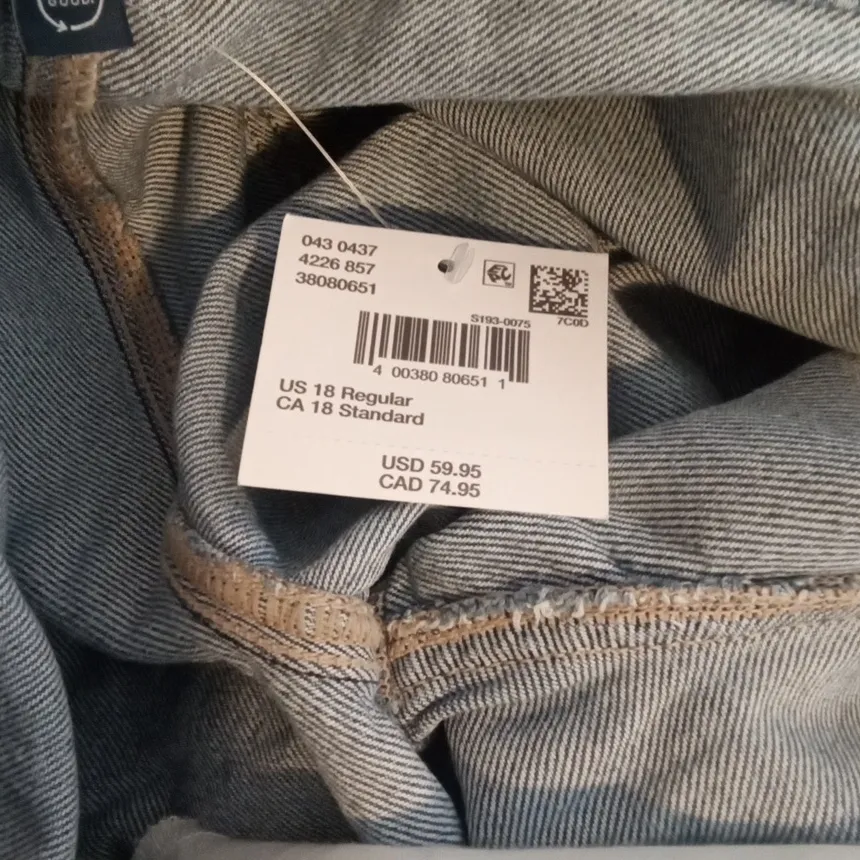 043 0437
4226 857
38080651
S193-0075
7C0D
4 00380 80651 1
US 18 Regular
CA 18 Standard
USD 59.95
CAD 74.95